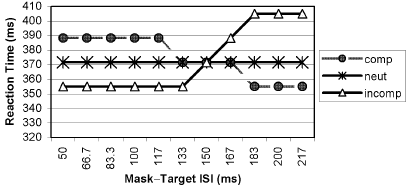 410
400
390
380
370
360
350
340
330
320
Reaction Time (ms)
50 66.7 83.3 100 117 133 150 167 183 200 217
Mask-Target ISI (ms)
comp
neut
incomp